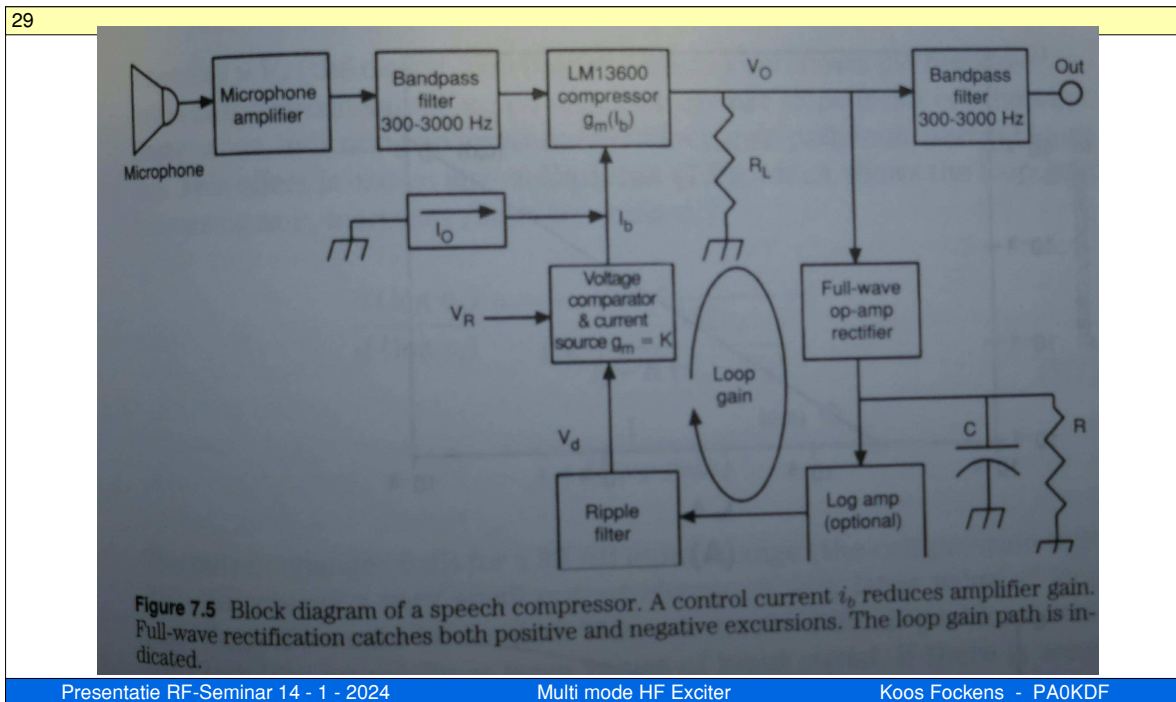 29
Microphone
amplifier
Bandpass
filter
300-3000 Hz
LM13600
compressor
gm(Ib)
VO
Bandpass
filter
300-3000 Hz
Out
Microphone
RL
IO
Ib
Voltage
comparator
& current
source gm = K
VR
Full-wave
op-amp
rectifier
Loop
gain
Vd
C
R
Ripple
filter
Log amp
(optional)
Figure 7.5 Block diagram of a speech compressor. A control current ib reduces amplifier gain.
Full-wave rectification catches both positive and negative excursions. The loop gain path is in-
dicated.
Presentatie RF-Seminar 14 - 1 - 2024 Multi mode HF Exciter Koos Fockens - PA0KDF